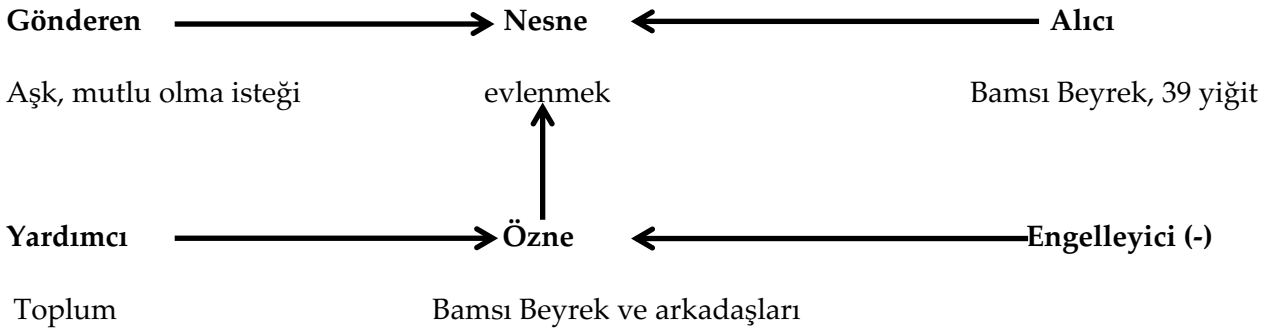 Gönderen Nesne Alıcı
Aşk, mutlu olma isteği evlenmek Bamsı Beyrek, 39 yiğit
Yardımcı Özne Engelleyici (-)
Toplum Bamsı Beyrek ve arkadaşları